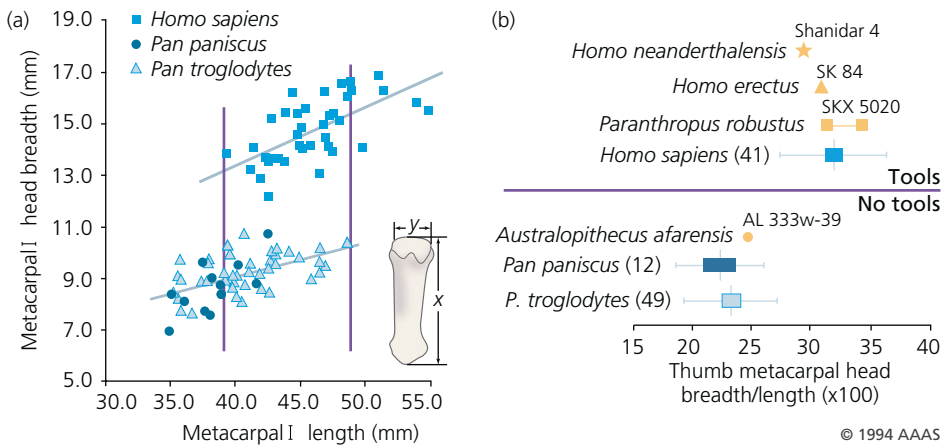 (a)
19.0
17.0
15.0
13.0
11.0
9.0
7.0
5.0
Metacarpal I head breadth (mm)
Homo sapiens
Pan paniscus
Pan troglodytes
y
x
30.0 35.0 40.0 45.0 50.0 55.0
Metacarpal I length (mm)
(b)
Shanidar 4
Homo neanderthalensis
SK 84
Homo erectus
SKX 5020
Paranthropus robustus
Homo sapiens (41)
Tools
No tools
AL 333w-39
Australopithecus afarensis
Pan paniscus (12)
P. troglodytes (49)
15 20 25 30 35 40
Thumb metacarpal head
breadth/length (x100)
© 1994 AAAS